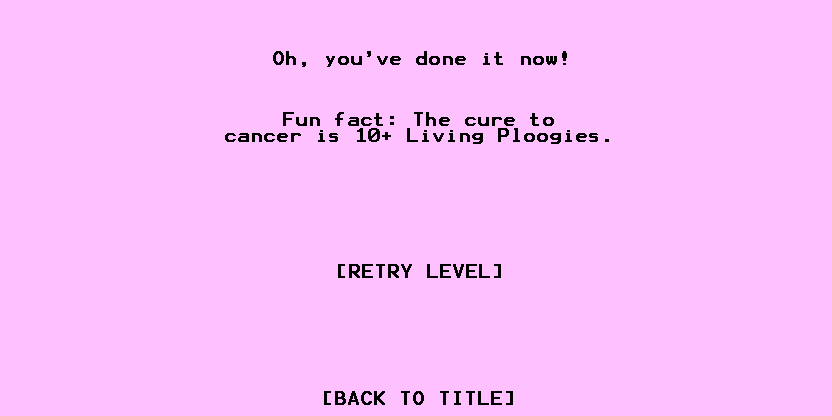 Oh, you've done it now!
Fun fact: The cure to
cancer is 10+ Living Ploogies.
[RETRY LEVEL]
[BACK TO TITLE]